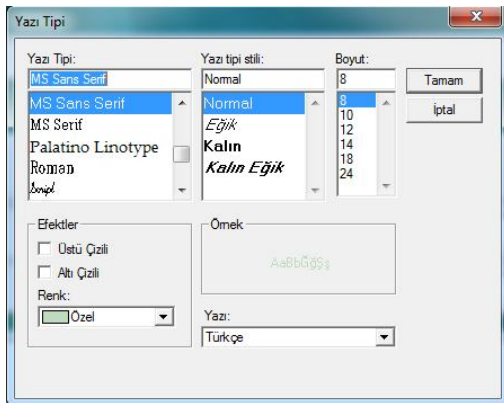 Yazı Tipi
Yazı Tipi:
MS Sans Serif
MS Sans Serif
MS Serif
Palatino Linotype
Roman
Script
Yazı tipi stili:
Normal
Normal
Eğik
Kalın
Kalın Eğik
Boyut:
8
8
10
12
14
18
24
Tamam
İptal
Efektler
Üstü Çizili
Altı Çizili
Renk:
Özel
Örnek
AaBbĞğŞş
Yazı:
Türkçe